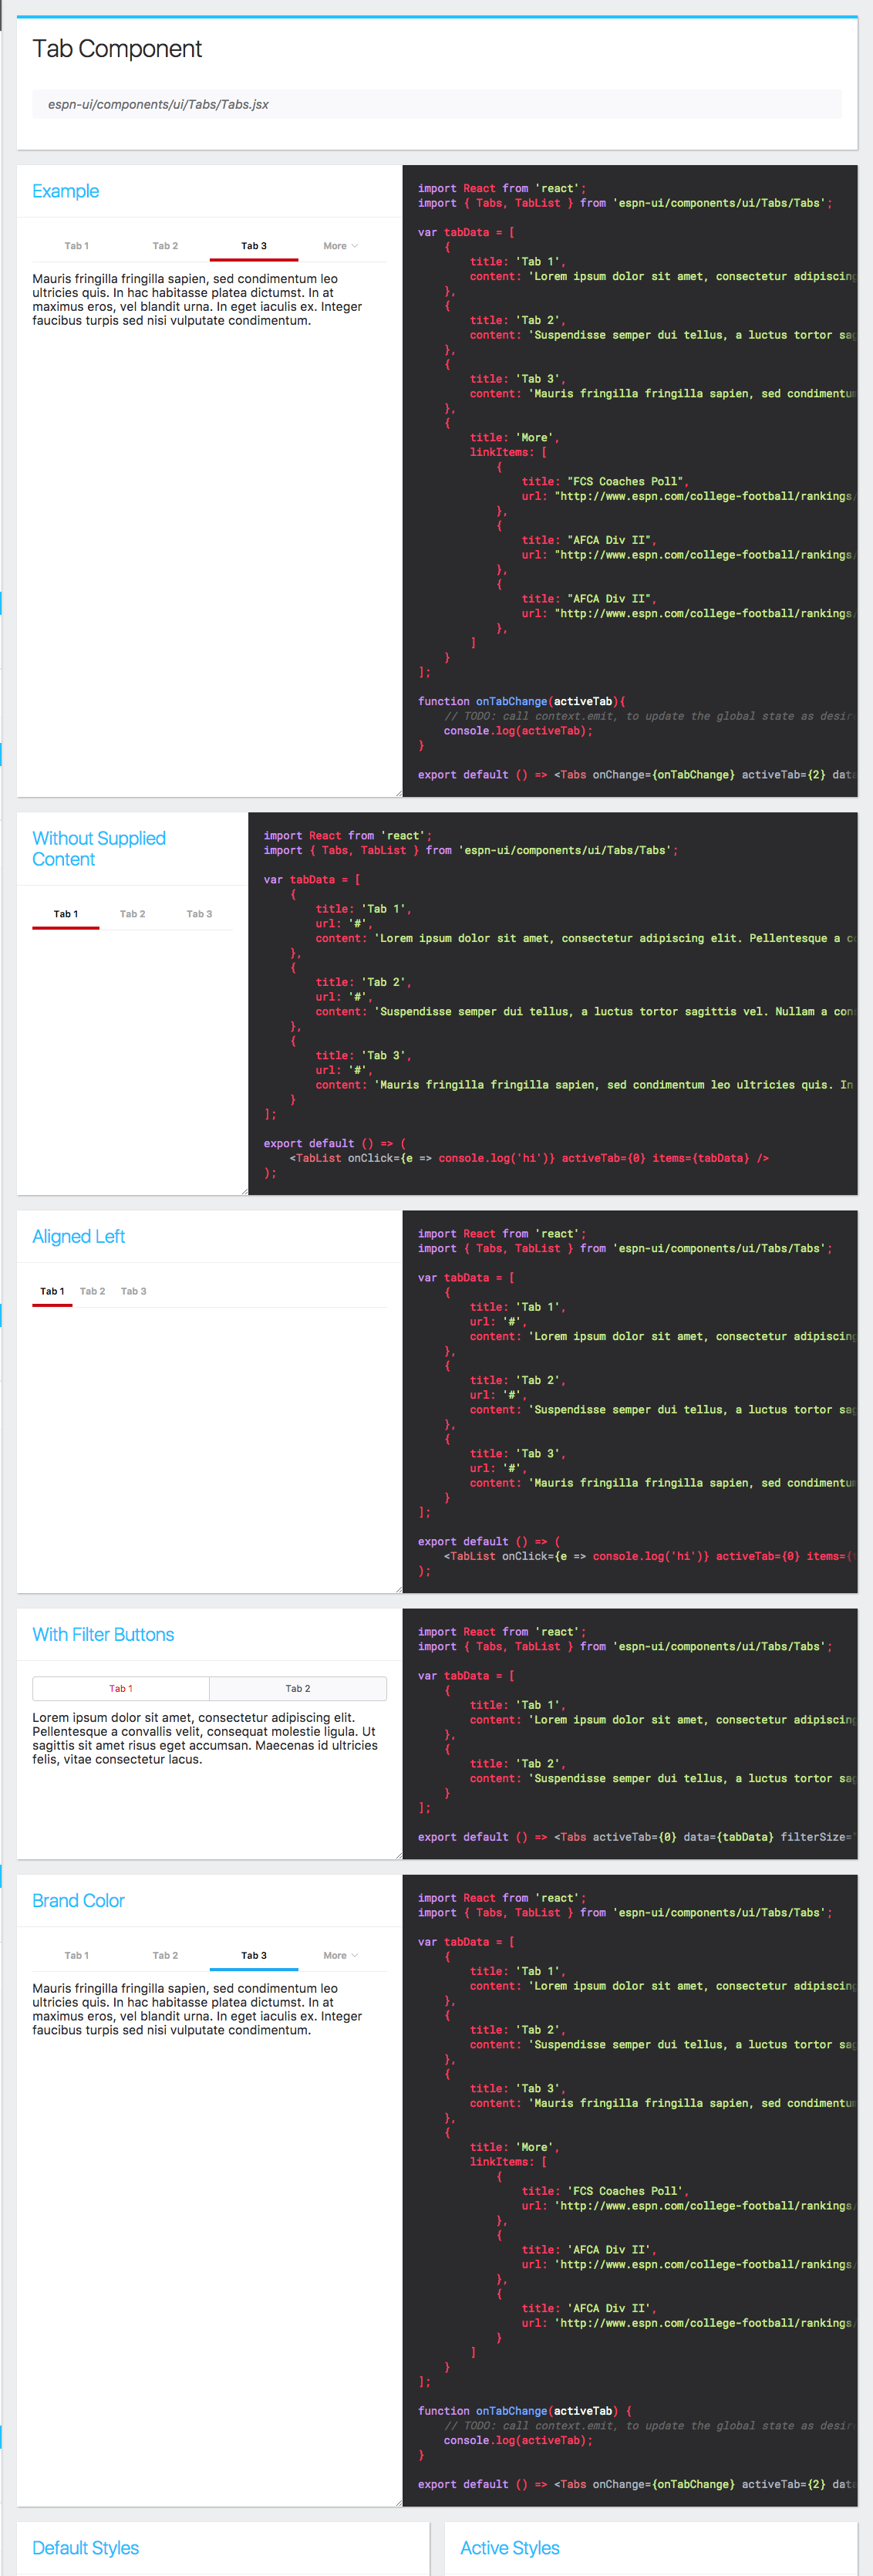 Tab Component
espn-ui/components/ui/Tabs/Tabs.jsx
Example
Tab 1 Tab 2 Tab 3 More
Mauris fringilla fringilla sapien, sed condimentum leo
ultricies quis. In hac habitasse platea dictumst. In at
maximus eros, vel blandit urna. In eget iaculis ex. Integer
faucibus turpis sed nisi vulputate condimentum.
import React from 'react';
import { Tabs, TabList } from 'espn-ui/components/ui/Tabs/Tabs';
var tabData = [
{
title: 'Tab 1',
content: 'Lorem ipsum dolor sit amet, consectetur adipiscing
},
{
title: 'Tab 2',
content: 'Suspendisse semper dui tellus, a luctus tortor sag
},
{
title: 'Tab 3',
content: 'Mauris fringilla fringilla sapien, sed condimentum
},
{
title: 'More',
linkItems: [
{
title: "FCS Coaches Poll",
url: "http://www.espn.com/college-football/rankings/
},
{
title: "AFCA Div II",
url: "http://www.espn.com/college-football/rankings/
},
{
title: "AFCA Div II",
url: "http://www.espn.com/college-football/rankings/
},
]
}
];
function onTabChange(activeTab){
// TODO: call context.emit, to update the global state as desir
console.log(activeTab);
}
export default () => <Tabs onChange={onTabChange} activeTab={2} data
Without Supplied
Content
Tab 1 Tab 2 Tab 3
import React from 'react';
import { Tabs, TabList } from 'espn-ui/components/ui/Tabs/Tabs';
var tabData = [
{
title: 'Tab 1',
url: '#',
content: 'Lorem ipsum dolor sit amet, consectetur adipiscing elit. Pellentesque a co
},
{
title: 'Tab 2',
url: '#',
content: 'Suspendisse semper dui tellus, a luctus tortor sagittis vel. Nullam a con
},
{
title: 'Tab 3',
url: '#',
content: 'Mauris fringilla fringilla sapien, sed condimentum leo ultricies quis. In
}
];
export default () => (
<TabList onClick={e => console.log('hi')} activeTab={0} items={tabData} />
);
Aligned Left
Tab 1 Tab 2 Tab 3
import React from 'react';
import { Tabs, TabList } from 'espn-ui/components/ui/Tabs/Tabs';
var tabData = [
{
title: 'Tab 1',
url: '#',
content: 'Lorem ipsum dolor sit amet, consectetur adipiscing
},
{
title: 'Tab 2',
url: '#',
content: 'Suspendisse semper dui tellus, a luctus tortor sag
},
{
title: 'Tab 3',
url: '#',
content: 'Mauris fringilla fringilla sapien, sed condimentum
}
];
export default () => (
<TabList onClick={e => console.log('hi')} activeTab={0} items={
);
With Filter Buttons
Tab 1 Tab 2
Lorem ipsum dolor sit amet, consectetur adipiscing elit.
Pellentesque a convallis velit, consequat molestie ligula. Ut
sagittis sit amet risus eget accumsan. Maecenas id ultricies
felis, vitae consectetur lacus.
import React from 'react';
import { Tabs, TabList } from 'espn-ui/components/ui/Tabs/Tabs';
var tabData = [
{
title: 'Tab 1',
content: 'Lorem ipsum dolor sit amet, consectetur adipiscing
},
{
title: 'Tab 2',
content: 'Suspendisse semper dui tellus, a luctus tortor sag
}
];
export default () => <Tabs activeTab={0} data={tabData} filterSize=
Brand Color
Tab 1 Tab 2 Tab 3 More
Mauris fringilla fringilla sapien, sed condimentum leo
ultricies quis. In hac habitasse platea dictumst. In at
maximus eros, vel blandit urna. In eget iaculis ex. Integer
faucibus turpis sed nisi vulputate condimentum.
import React from 'react';
import { Tabs, TabList } from 'espn-ui/components/ui/Tabs/Tabs';
var tabData = [
{
title: 'Tab 1',
content: 'Lorem ipsum dolor sit amet, consectetur adipiscing
},
{
title: 'Tab 2',
content: 'Suspendisse semper dui tellus, a luctus tortor sag
},
{
title: 'Tab 3',
content: 'Mauris fringilla fringilla sapien, sed condimentum
},
{
title: 'More',
linkItems: [
{
title: 'FCS Coaches Poll',
url: 'http://www.espn.com/college-football/rankings/
},
{
title: 'AFCA Div II',
url: 'http://www.espn.com/college-football/rankings/
},
{
title: 'AFCA Div II',
url: 'http://www.espn.com/college-football/rankings/
}
]
}
];
function onTabChange(activeTab) {
// TODO: call context.emit, to update the global state as desir
console.log(activeTab);
}
export default () => <Tabs onChange={onTabChange} activeTab={2} dat
Default Styles
Active Styles